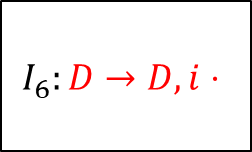 I₆: D → D, i ·